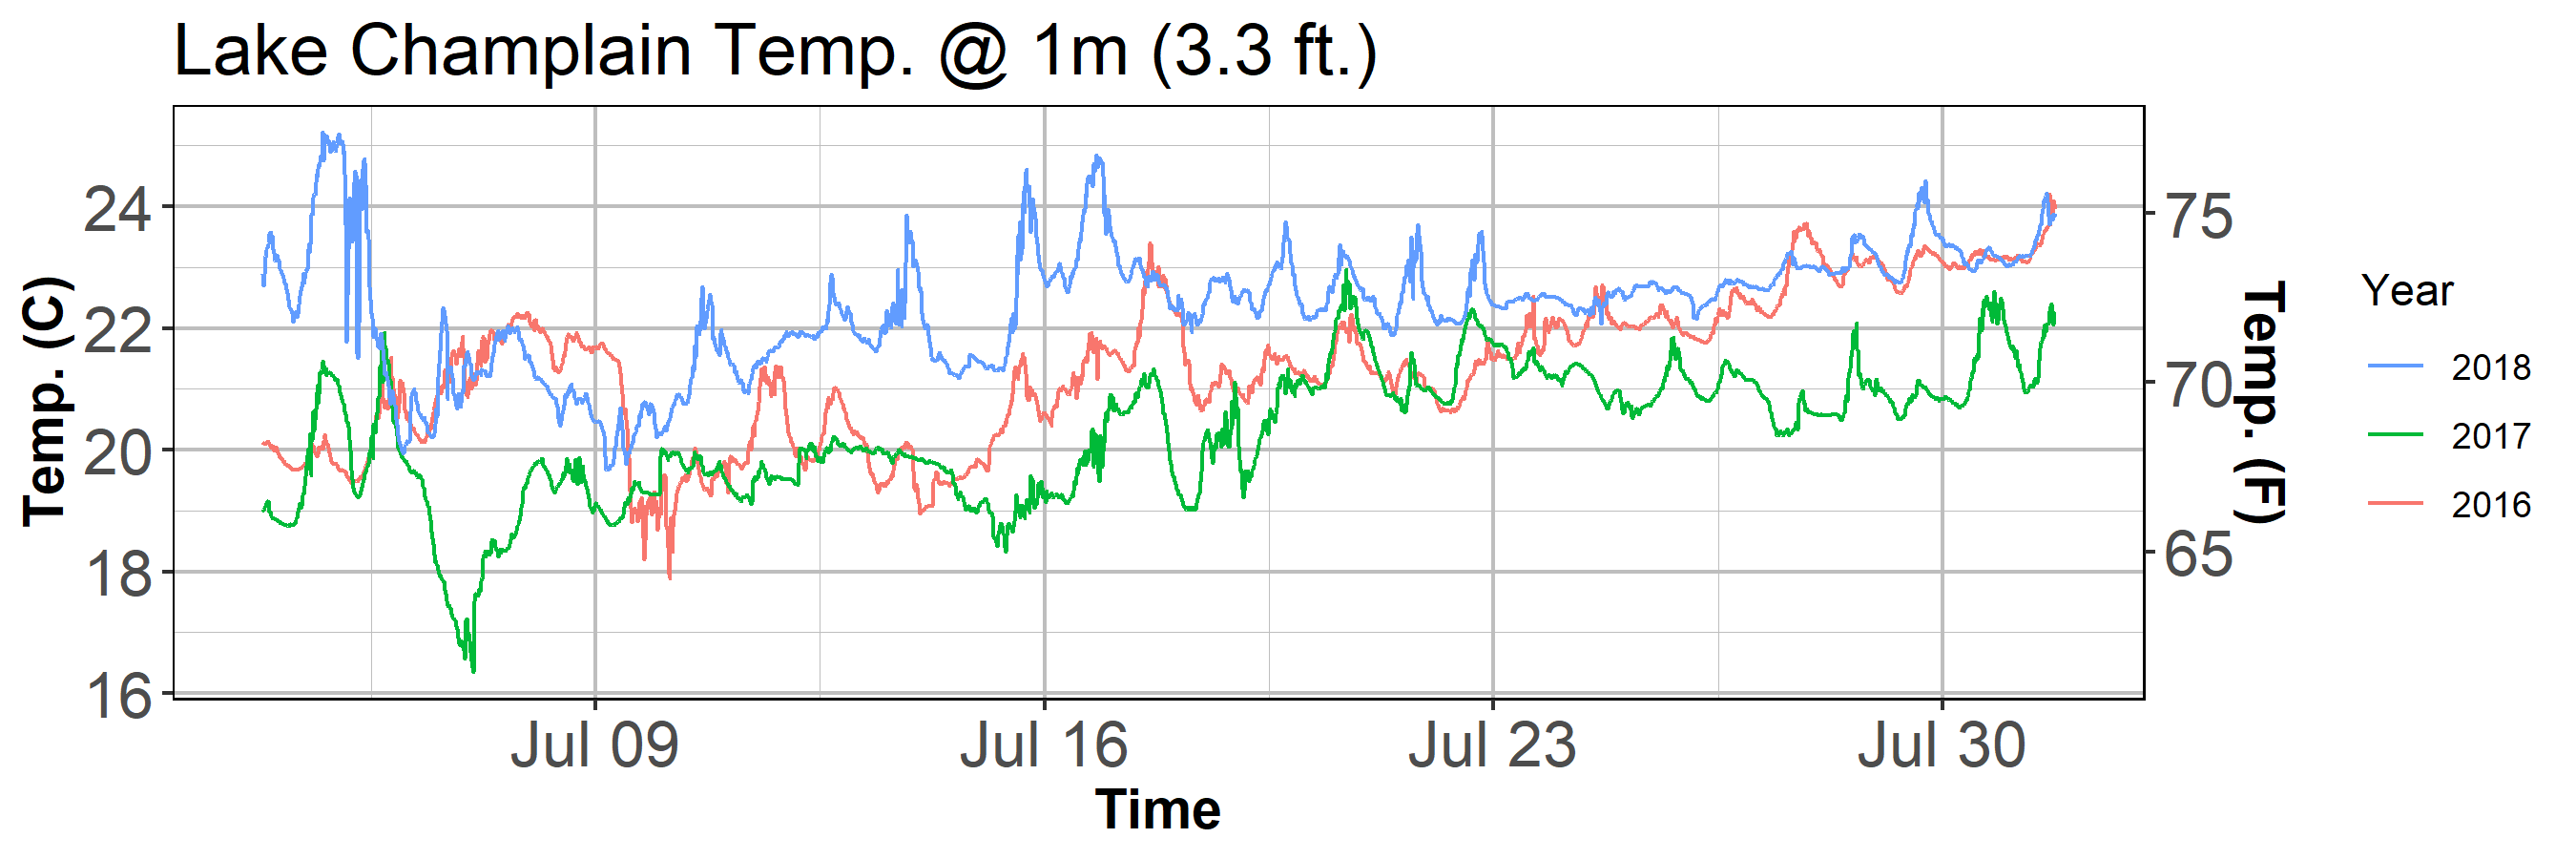 Lake Champlain Temp. @ 1m (3.3 ft.)
Temp. (C)
24
22
20
18
16
75
70
65
Temp. (F)
Jul 09
Jul 16
Jul 23
Jul 30
Time
Year
2018
2017
2016